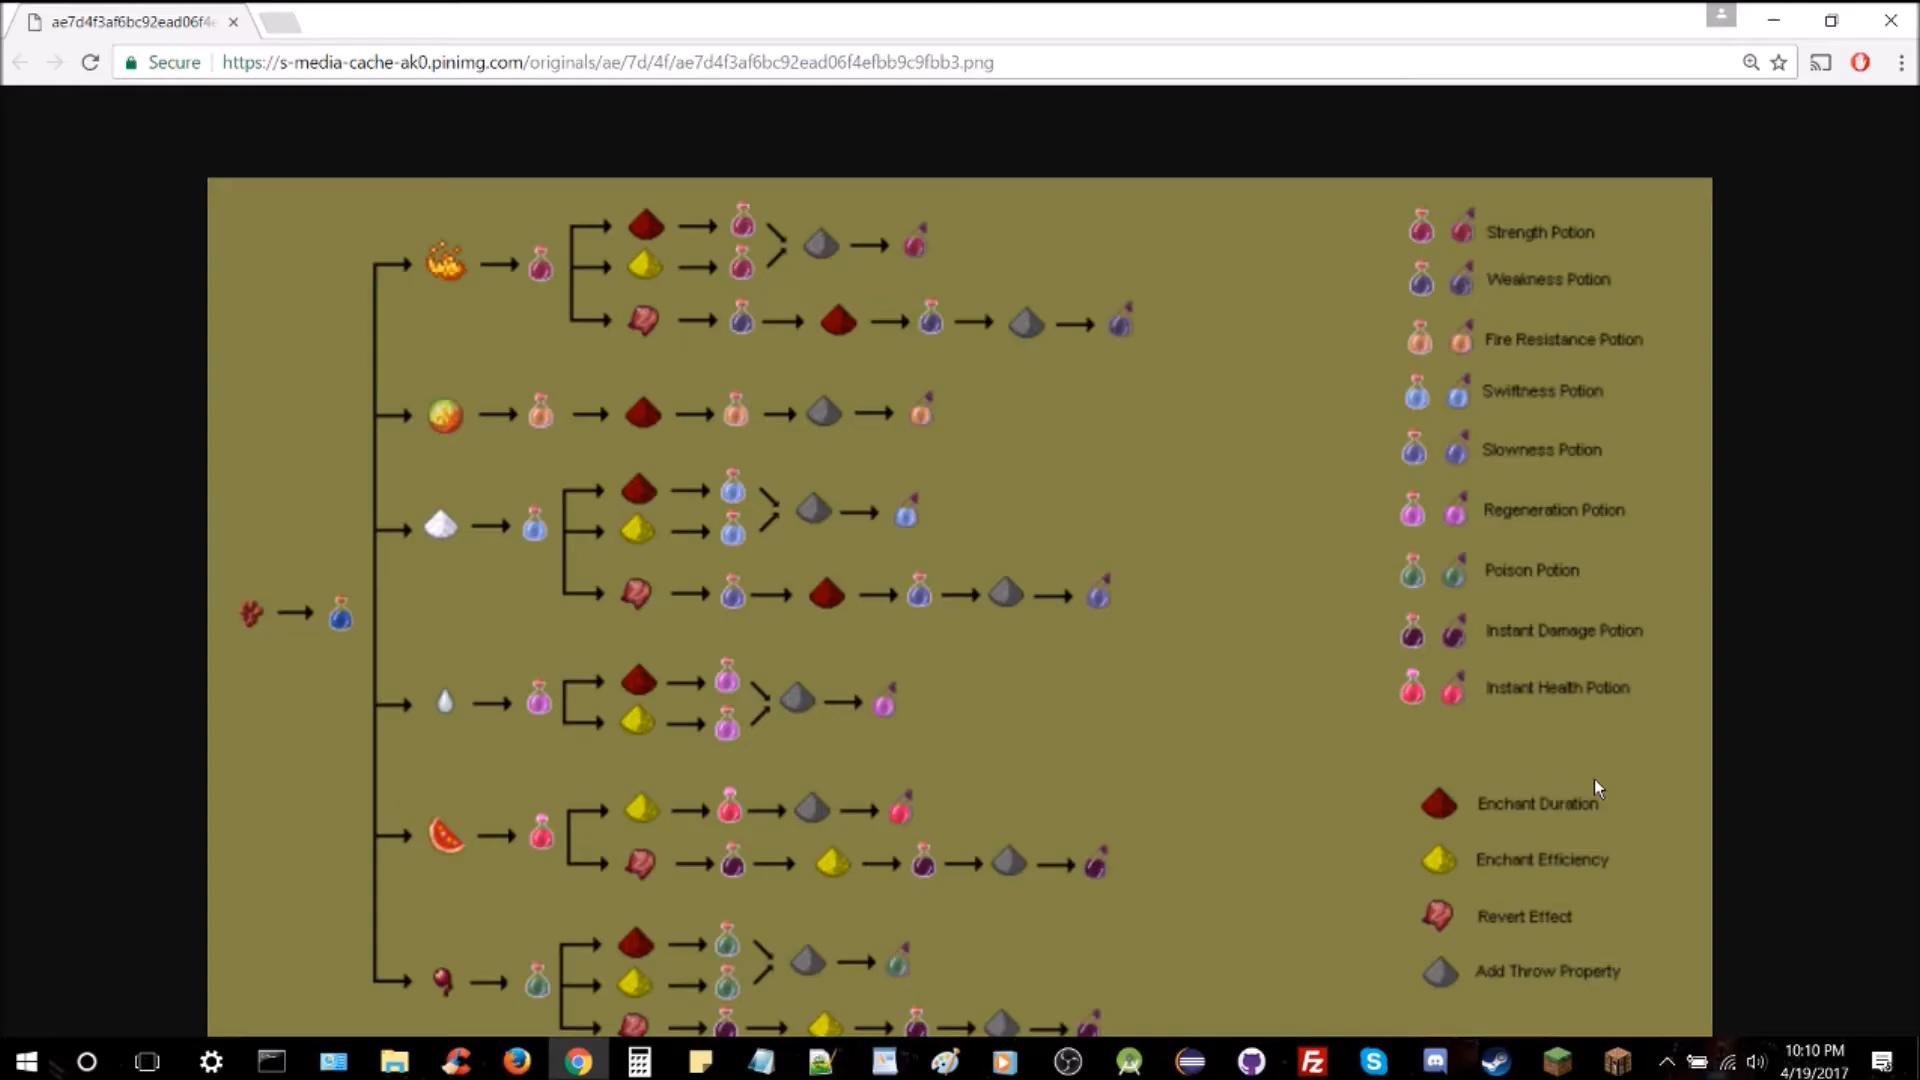 ae7d4f3af6bc92ead06f4e
Secure
https://s-media-cache-ak0.pinimg.com/originals/ae/7d/4f/ae7d4f3af6bc92ead06f4efbb9c9fbb3.png
Strength Potion
Weakness Potion
Fire Resistance Potion
Swiftness Potion
Slowness Potion
Regeneration Potion
Poison Potion
Instant Damage Potion
Instant Health Potion
Enchant Duration
Enchant Efficiency
Revert Effect
Add Throw Property
10:10 PM
4/19/2017